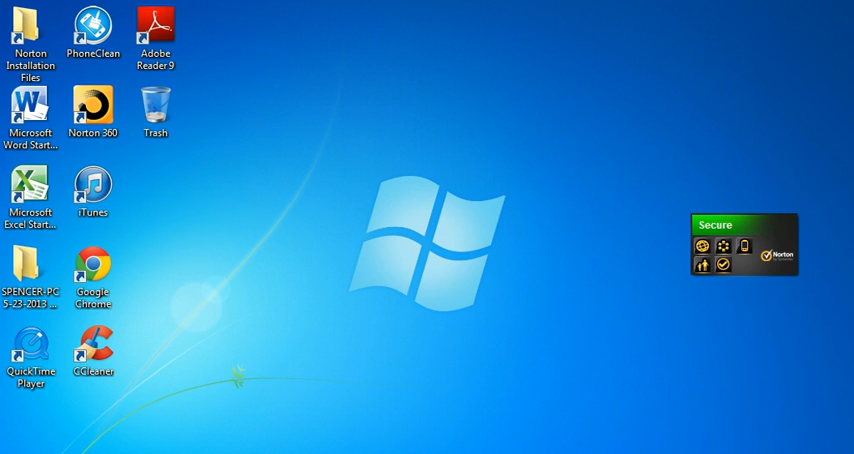 Norton
Installation
Files
PhoneClean
Adobe
Reader 9
Microsoft
Word Start...
Norton 360
Trash
Microsoft
Excel Start...
iTunes
SPENCER-PC
5-23-2013 ...
Google
Chrome
QuickTime
Player
CCleaner
Secure
Norton